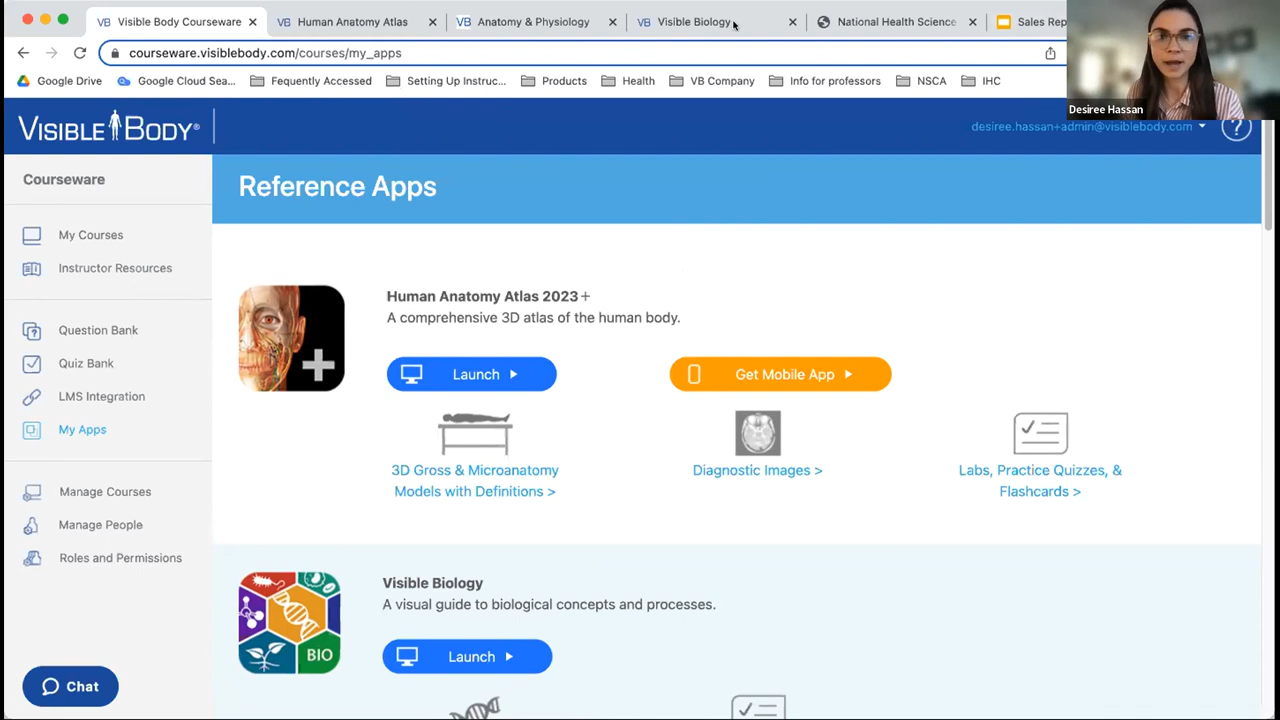 Visible Body Courseware
Human Anatomy Atlas
Anatomy & Physiology
Visible Biology
National Health Science
Sales Rep
courseware.visiblebody.com/courses/my_apps
Google Drive
Google Cloud Sea...
Fequently Accessed
Setting Up Instruc...
Products
Health
VB Company
Info for professors
NSCA
IHC
Desiree Hassan
VISIBLE BODY®
desiree.hassan+admin@visiblebody.com
?
Courseware
My Courses
Instructor Resources
Question Bank
Quiz Bank
LMS Integration
My Apps
Manage Courses
Manage People
Roles and Permissions
Chat
Reference Apps
Human Anatomy Atlas 2023+
A comprehensive 3D atlas of the human body.
Launch
Get Mobile App
3D Gross & Microanatomy
Models with Definitions >
Diagnostic Images >
Labs, Practice Quizzes, &
Flashcards >
Visible Biology
A visual guide to biological concepts and processes.
BIO
Launch